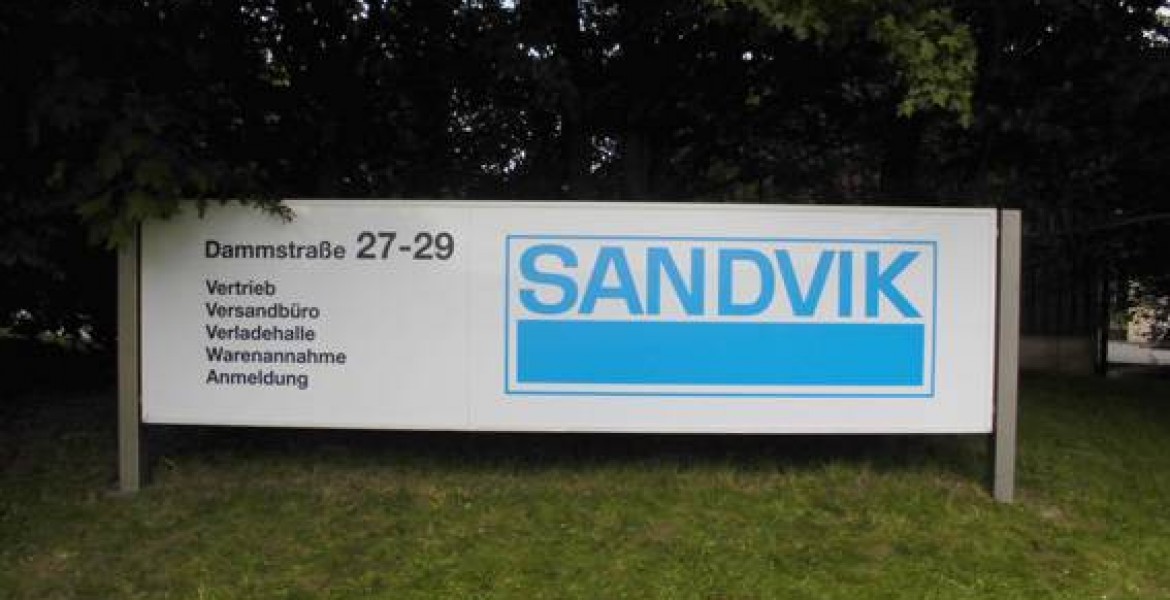 Dammstraße 27-29
Vertrieb
Versandbüro
Verladehalle
Warenannahme
Anmeldung
SANDVIK